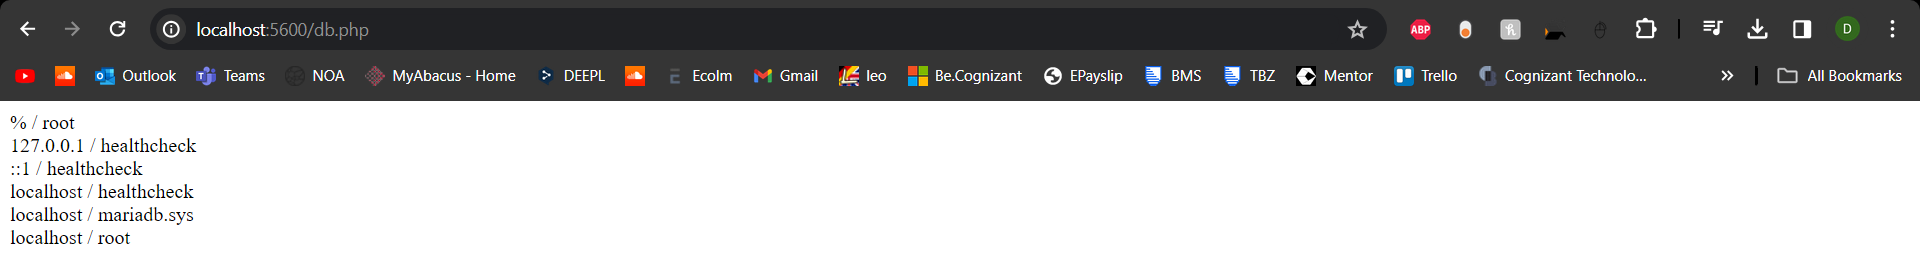 localhost:5600/db.php
ABP
h
D
Outlook Teams NOA MyAbacus - Home DEEPL Ecolm Gmail leo Be.Cognizant EPayslip BMS TBZ Mentor Trello Cognizant Technolo... » All Bookmarks
% / root
127.0.0.1 / healthcheck
::1 / healthcheck
localhost / healthcheck
localhost / mariadb.sys
localhost / root